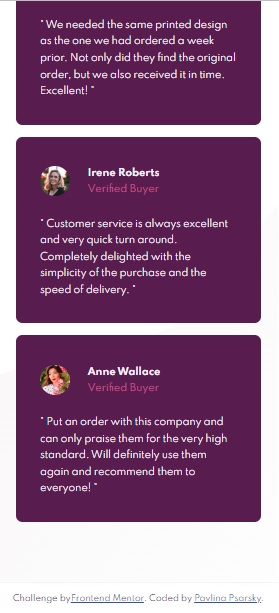 " We needed the same printed design
as the one we had ordered a week
prior. Not only did they find the original
order, but we also received it in time.
Excellent! "
Irene Roberts
Verified Buyer
" Customer service is always excellent
and very quick turn around.
Completely delighted with the
simplicity of the purchase and the
speed of delivery. "
Anne Wallace
Verified Buyer
" Put an order with this company and
can only praise them for the very high
standard. Will definitely use them
again and recommend them to
everyone! "
Challenge by Frontend Mentor. Coded by Pavlina Psarsky.